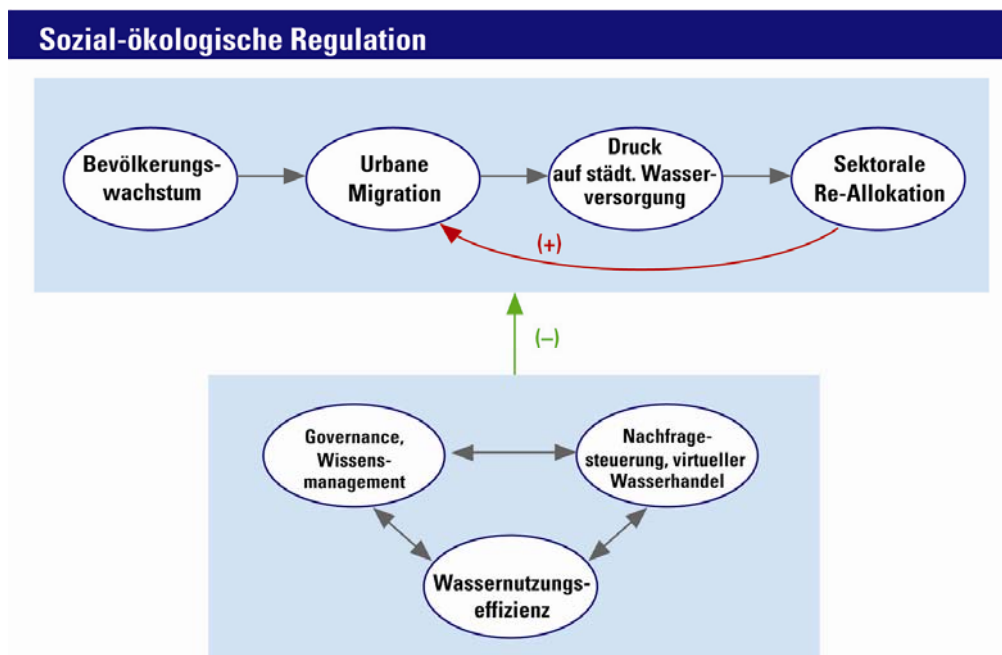 Sozial-ökologische Regulation
Bevölkerungs-
wachstum
Urbane
Migration
Druck
auf städt. Wasser-
versorgung
Sektorale
Re-Allokation
(+)
(–)
Governance,
Wissens-
management
Nachfrage-
steuerung, virtueller
Wasserhandel
Wassernutzungs-
effizienz